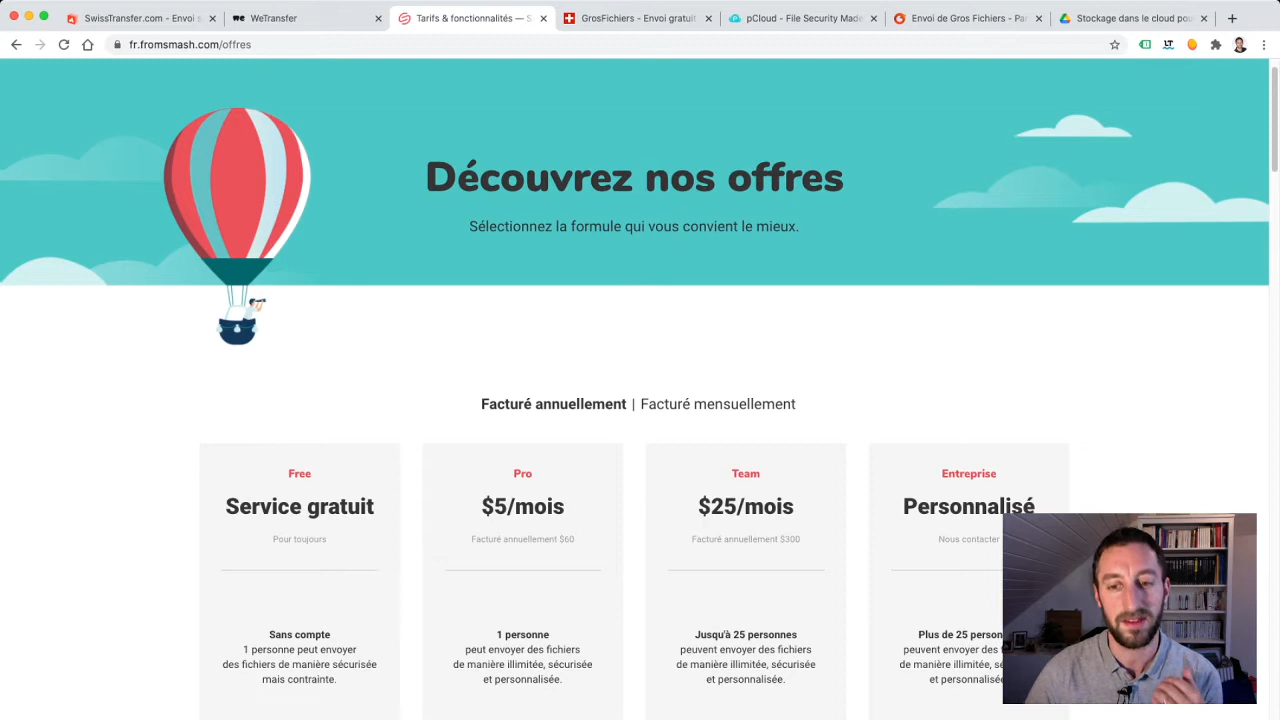 SwissTransfer.com - Envoi s
WeTransfer
Tarifs & fonctionnalités — S
GrosFichiers - Envoi gratuit
pCloud - File Security Made
Envoi de Gros Fichiers - Par
Stockage dans le cloud pou
fr.fromsmash.com/offres
Découvrez nos offres
Sélectionnez la formule qui vous convient le mieux.
Facturé annuellement | Facturé mensuellement
Free
Service gratuit
Pour toujours
Sans compte
1 personne peut envoyer
des fichiers de manière sécurisée
mais contrainte.
Pro
$5/mois
Facturé annuellement $60
1 personne
peut envoyer des fichiers
de manière illimitée, sécurisée
et personnalisée.
Team
$25/mois
Facturé annuellement $300
Jusqu'à 25 personnes
peuvent envoyer des fichiers
de manière illimitée, sécurisée
et personnalisée.
Entreprise
Personnalisé
Nous contacter
Plus de 25 person
peuvent envoyer des f
de manière illimitée, sé
et personnalisé